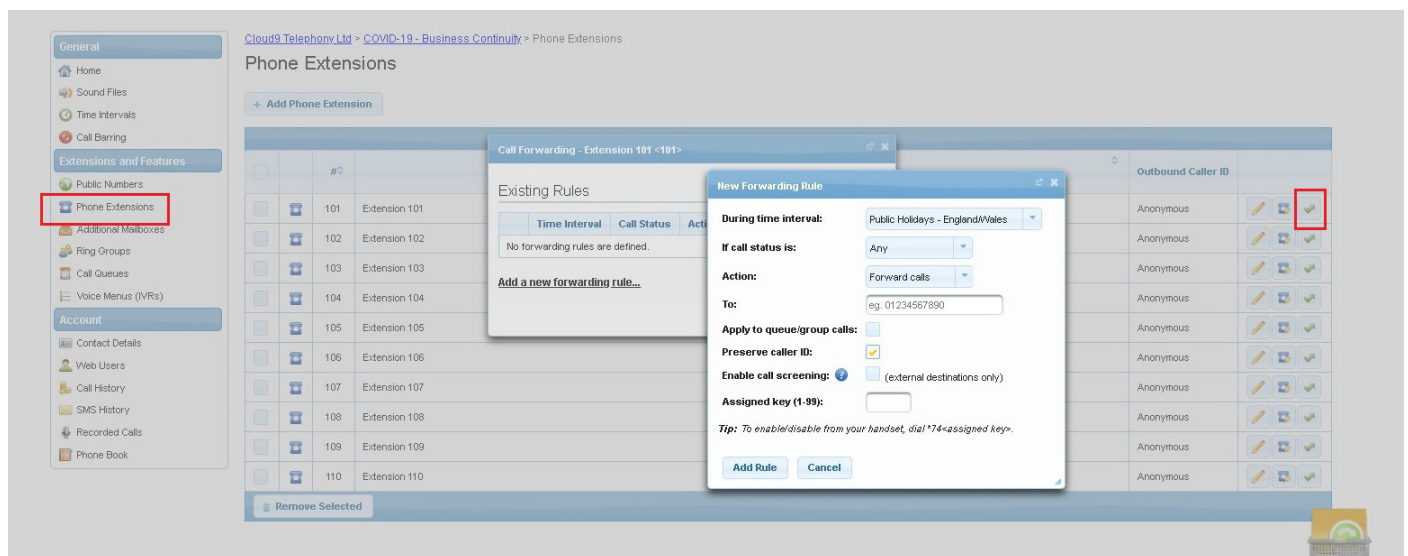 General
Home
Sound Files
Time Intervals
Call Barring
Extensions and Features
Public Numbers
Phone Extensions
Additional Mailboxes
Ring Groups
Call Queues
Voice Menus (IVRs)
Account
Contact Details
Web Users
Call History
SMS History
Recorded Calls
Phone Book
Cloud9 Telephony Ltd > COVID-19 - Business Continuity > Phone Extensions
Phone Extensions
+ Add Phone Extension
# Outbound Caller ID
101 Extension 101 Anonymous
102 Extension 102 Anonymous
103 Extension 103 Anonymous
104 Extension 104 Anonymous
105 Extension 105 Anonymous
106 Extension 106 Anonymous
107 Extension 107 Anonymous
108 Extension 108 Anonymous
109 Extension 109 Anonymous
110 Extension 110 Anonymous
Remove Selected
Call Forwarding - Extension 101 <101>
Existing Rules
Time Interval Call Status Acti
No forwarding rules are defined.
Add a new forwarding rule...
New Forwarding Rule
During time interval: Public Holidays - England/Wales
If call status is: Any
Action: Forward calls
To: eg. 01234567890
Apply to queue/group calls:
Preserve caller ID:
Enable call screening: ? (external destinations only)
Assigned key (1-99):
Tip: To enable/disable from your handset, dial *74<assigned key>.
Add Rule Cancel